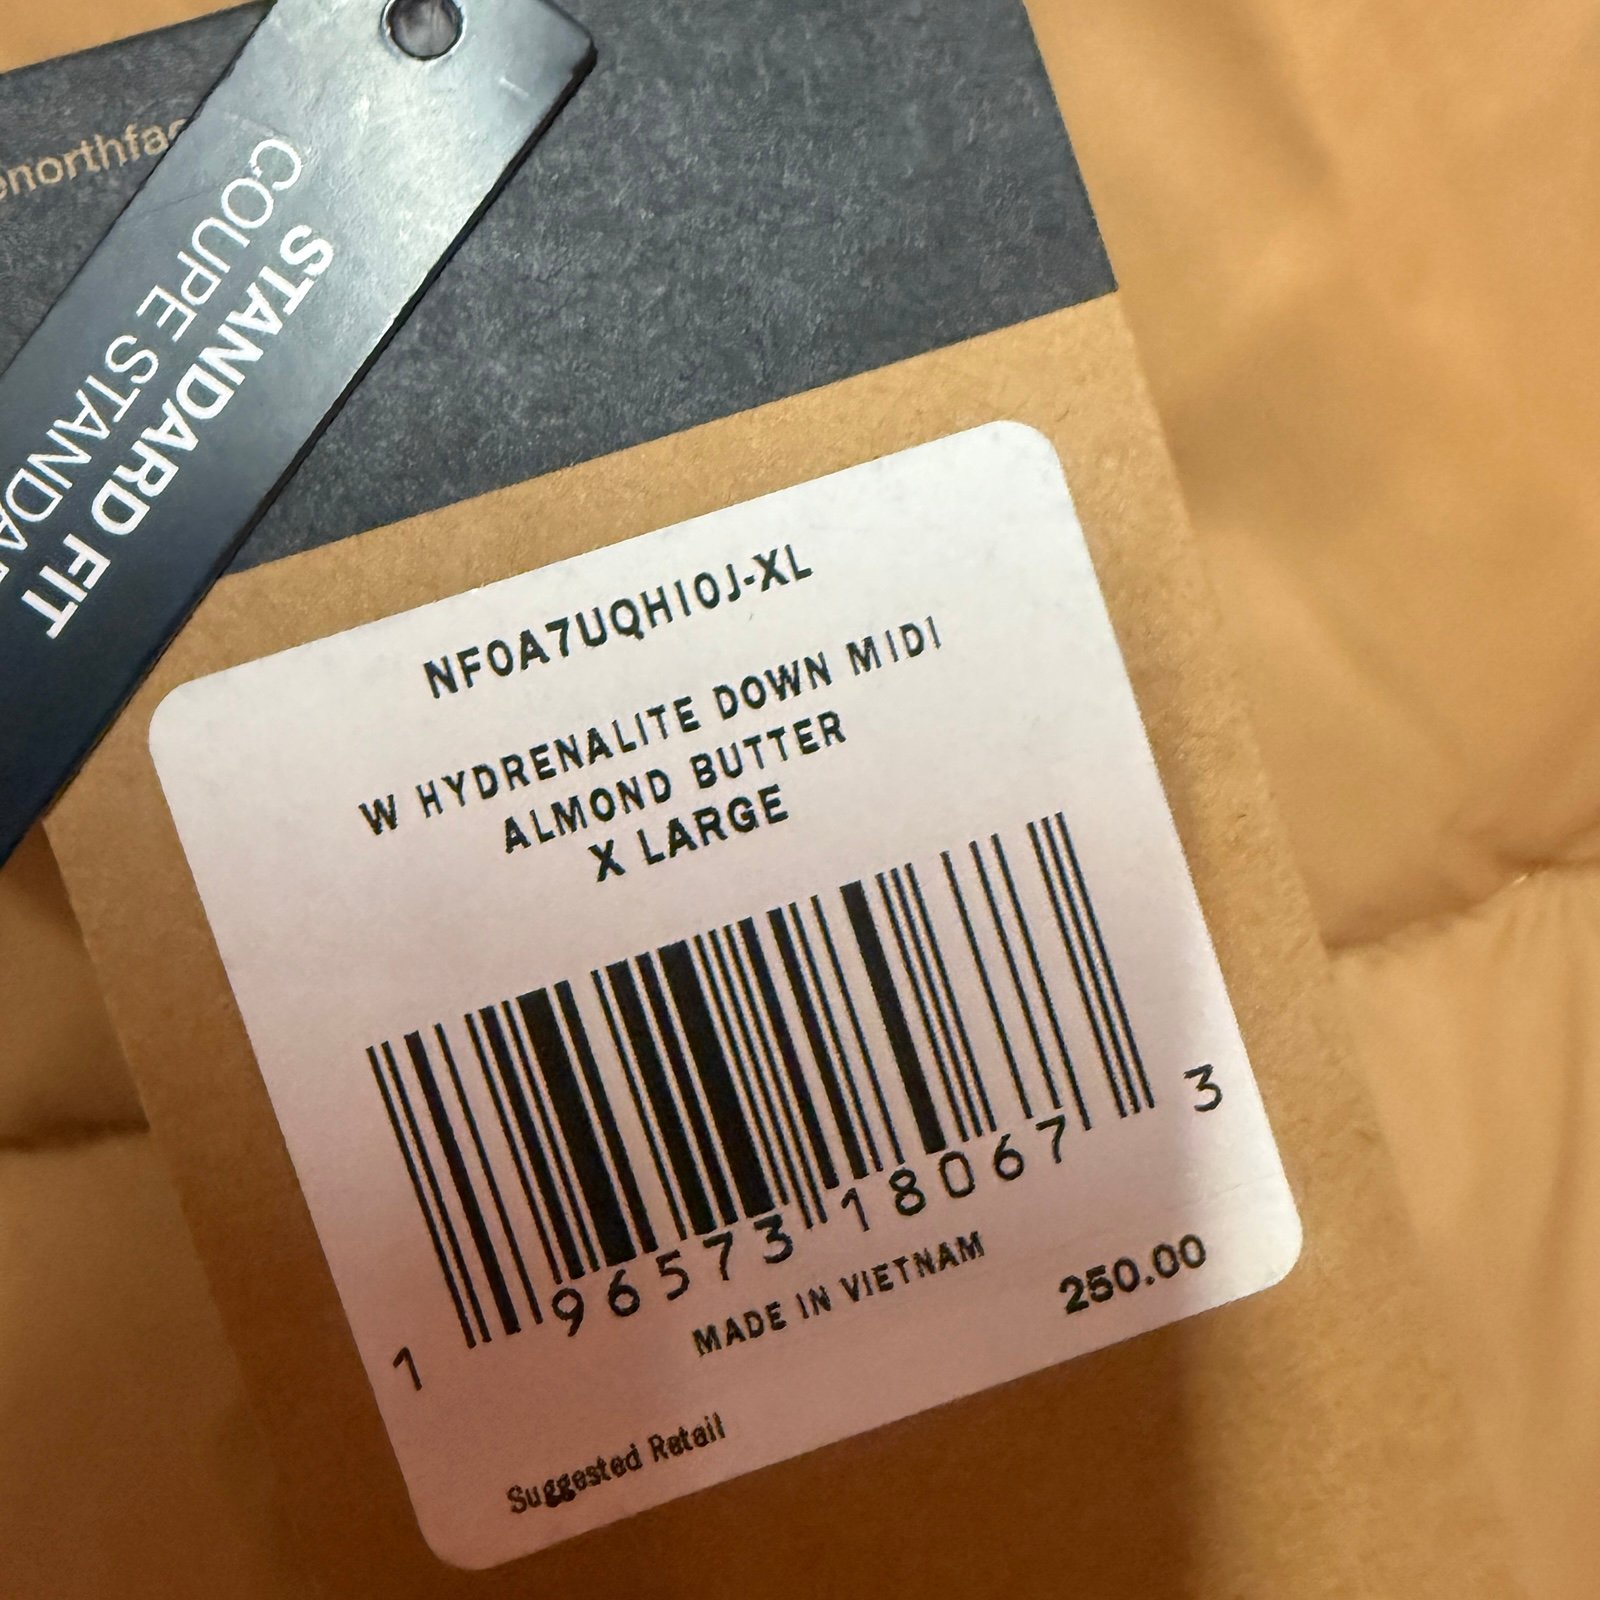 enorthfac
STANDARD FIT
COUPE STANDA
NF0A7UQHI0J-XL
W HYDRENALITE DOWN MIDI
ALMOND BUTTER
X LARGE
1 96573 18067 3
MADE IN VIETNAM
250.00
Suggested Retail